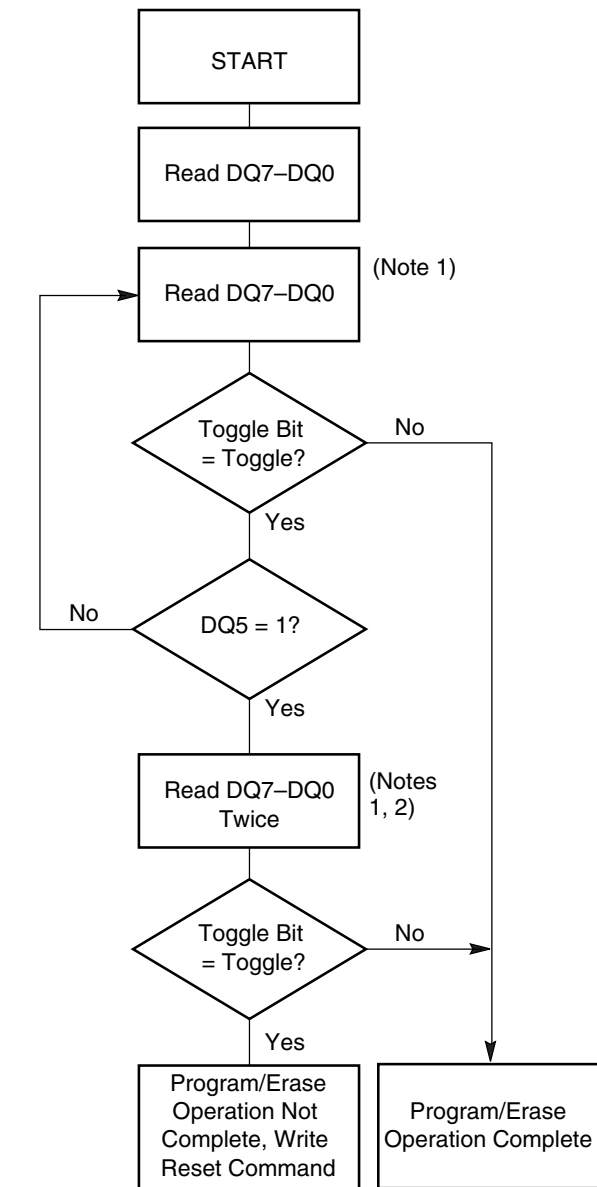 START
Read DQ7–DQ0
Read DQ7–DQ0
(Note 1)
Toggle Bit
= Toggle?
No
Yes
DQ5 = 1?
No
Yes
Read DQ7–DQ0
Twice
(Notes
1, 2)
Toggle Bit
= Toggle?
No
Yes
Program/Erase
Operation Not
Complete, Write
Reset Command
Program/Erase
Operation Complete